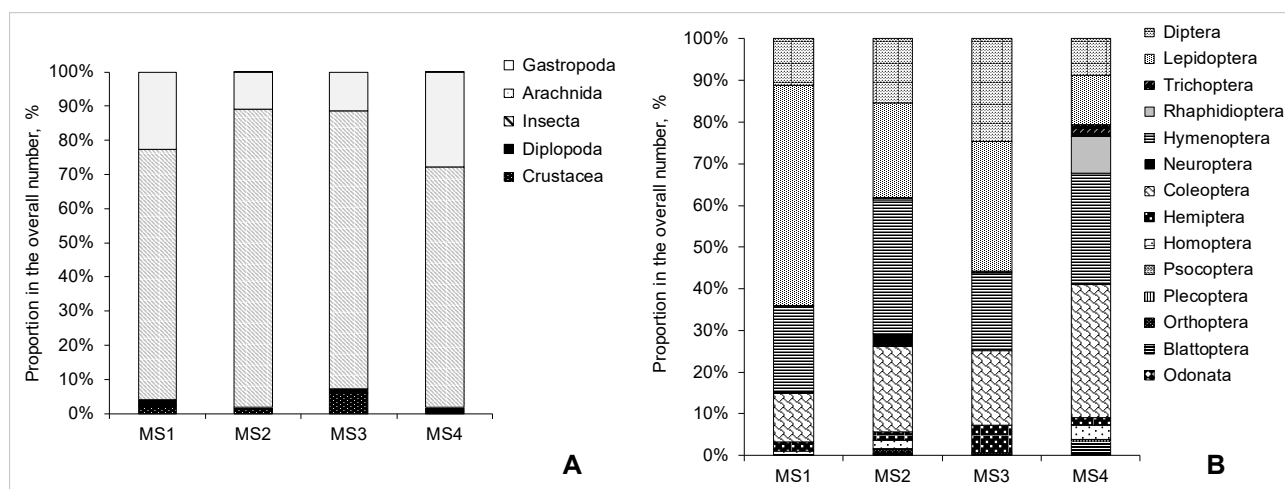 Proportion in the overall number, %
100%
90%
80%
70%
60%
50%
40%
30%
20%
10%
0%
MS1 MS2 MS3 MS4
Gastropoda
Arachnida
Insecta
Diplopoda
Crustacea
A
Proportion in the overall number, %
100%
90%
80%
70%
60%
50%
40%
30%
20%
10%
0%
MS1 MS2 MS3 MS4
Diptera
Lepidoptera
Trichoptera
Rhaphidioptera
Hymenoptera
Neuroptera
Coleoptera
Hemiptera
Homoptera
Psocoptera
Plecoptera
Orthoptera
Blattoptera
Odonata
B